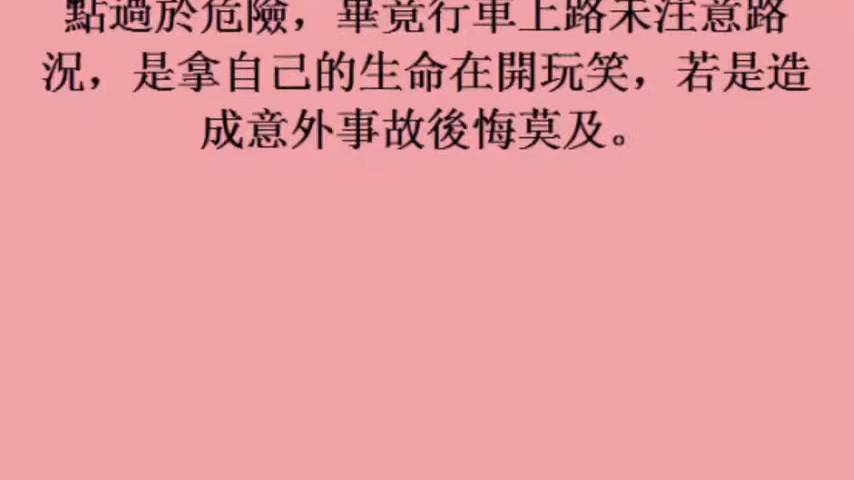 點過於危險，畢竟行車上路未注意路
況，是拿自己的生命在開玩笑，若是造
成意外事故後悔莫及。